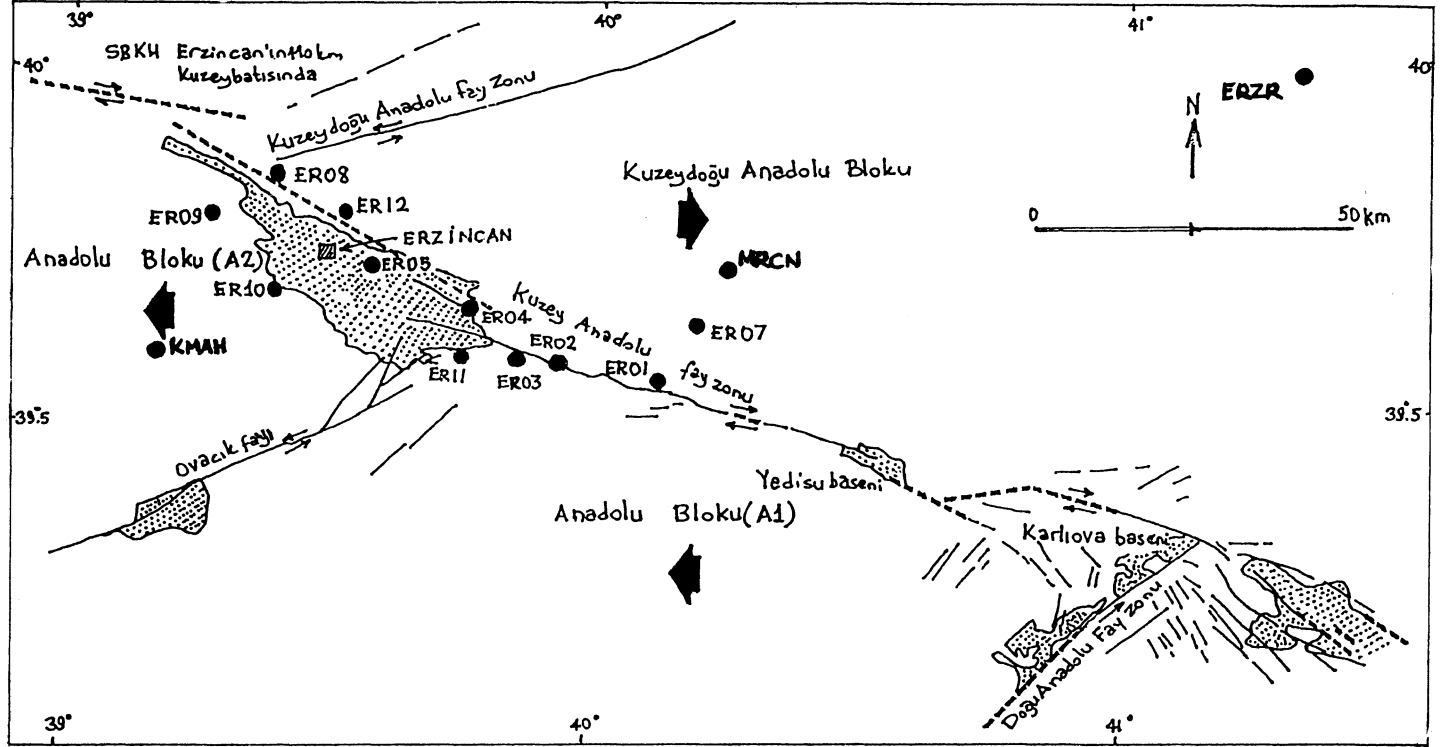 39°
40°
41°
SBKH Erzincan'ın 110 km
Kuzeybatısında
40°
40
Kuzeydoğu Anadolu fay zonu
ERZR
N
ER08
Kuzeydoğu Anadolu Bloku
ER09
ER12
0
50 km
ERZİNCAN
Anadolu Bloku (A2)
ER05
MRCN
ER10
Kuzey Anadolu
fay zonu
ER04
ER07
KMAH
ER02
ER11
ER03
ER01
39.5
39.5
Ovacık fayı
Yedisu baseni
Anadolu Bloku (A1)
Karlıova baseni
Doğu Anadolu Fay zonu
39°
40°
41°